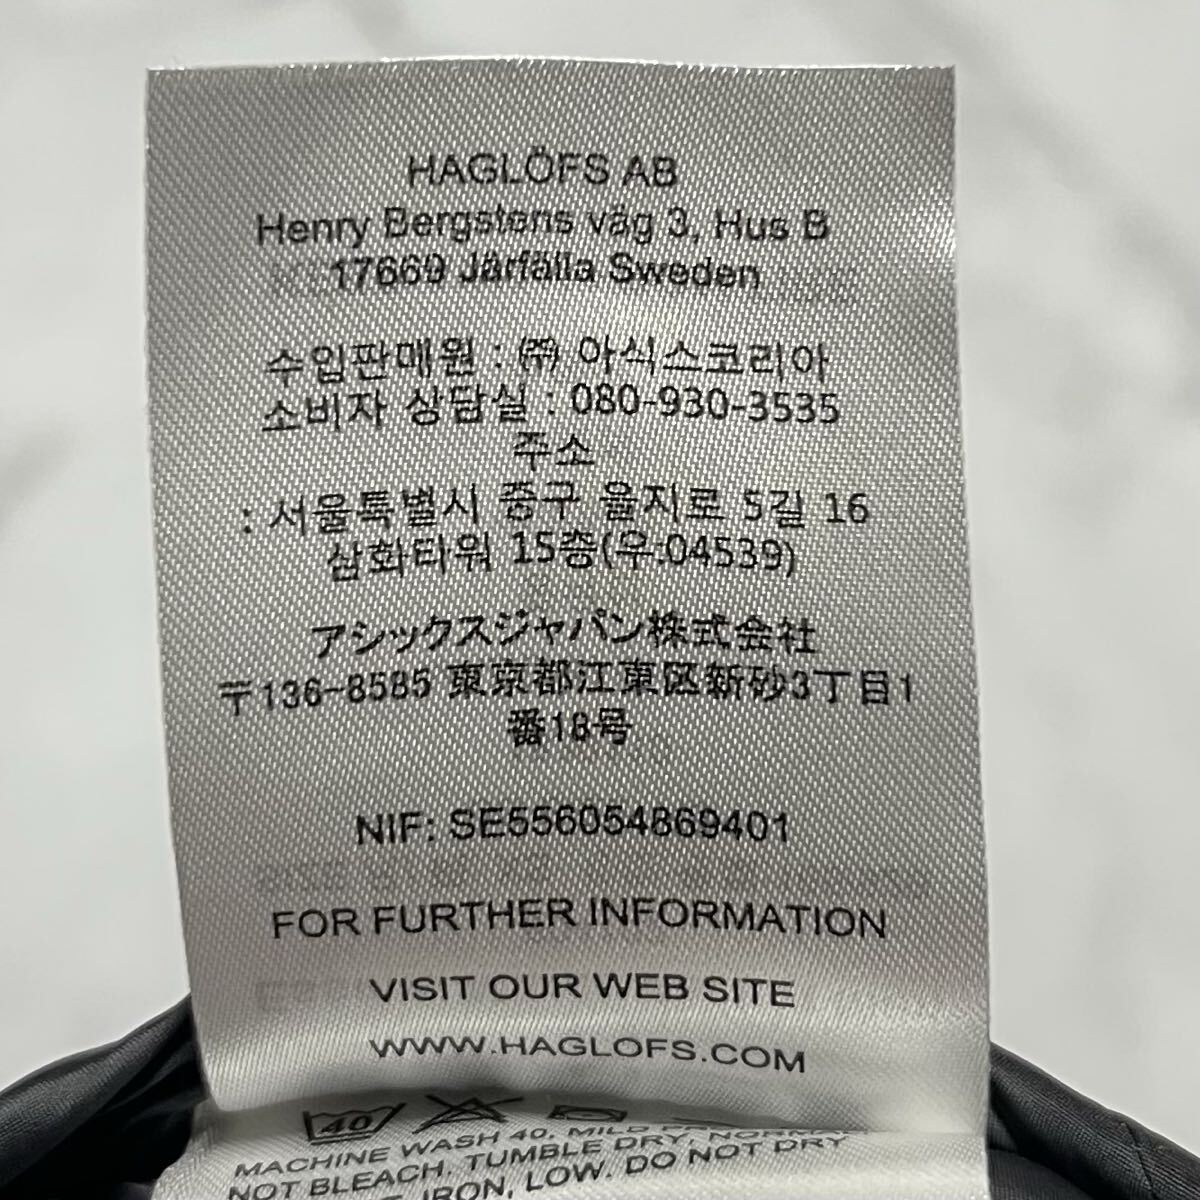 HAGLÖFS AB
Henry Bergstens väg 3, Hus B
17669 Järfälla Sweden
수입판매원 : ㈜ 아식스코리아
소비자 상담실 : 080-930-3535
주소
: 서울특별시 중구 을지로 5길 16
삼화타워 15층(우:04539)
アシックスジャパン株式会社
〒136-8585 東京都江東区新砂3丁目1
番18号
NIF: SE556054869401
FOR FURTHER INFORMATION
VISIT OUR WEB SITE
WWW.HAGLOFS.COM
40
MACHINE WASH 40, MILD
NOT BLEACH, TUMBLE DRY, NORMAL
IRON, LOW. DO NOT DRY